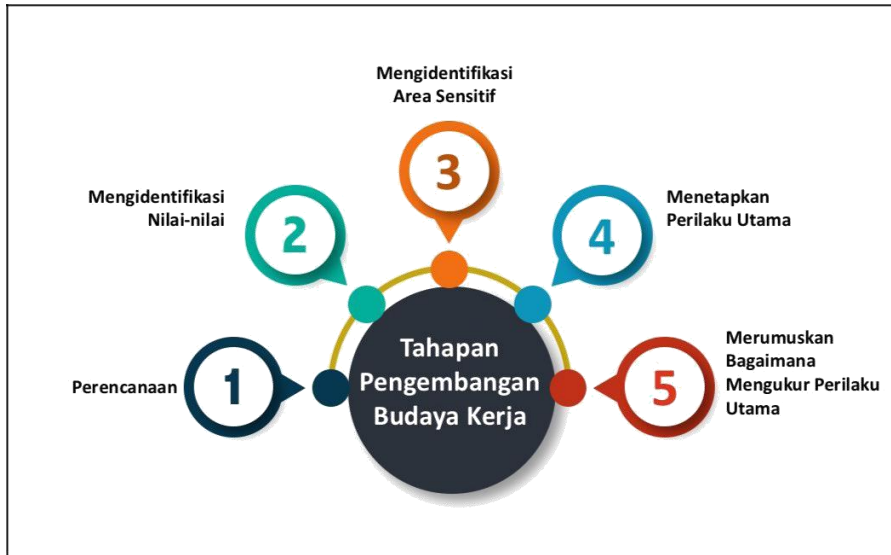 Perencanaan
1
Mengidentifikasi
Nilai-nilai
2
Mengidentifikasi
Area Sensitif
3
Menetapkan
Perilaku Utama
4
Merumuskan
Bagaimana
Mengukur Perilaku
Utama
5
Tahapan
Pengembangan
Budaya Kerja